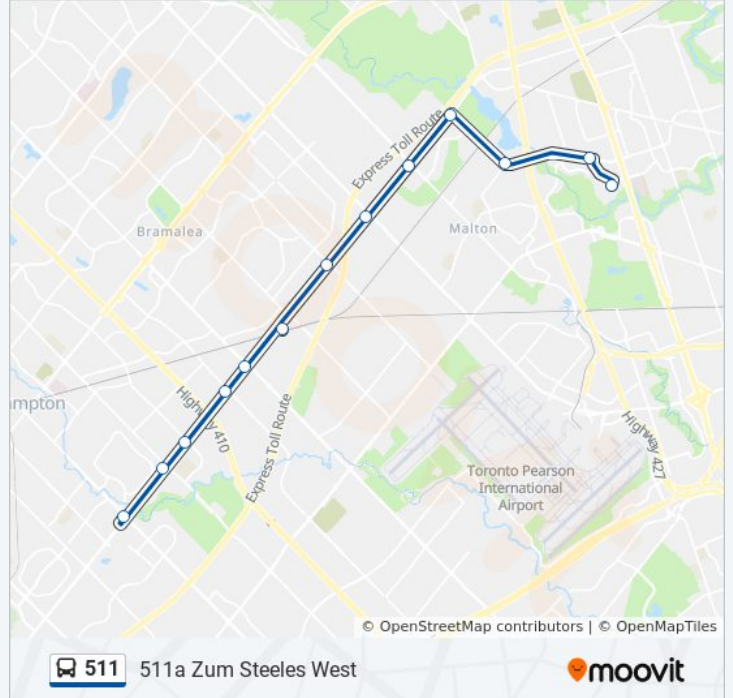 Express Toll Route
Bramalea
Malton
ampton
Highway 410
Express Toll Route
Highway 427
Toronto Pearson
International
Airport
© OpenStreetMap contributors | © OpenMapTiles
511 511a Zum Steeles West
moovit